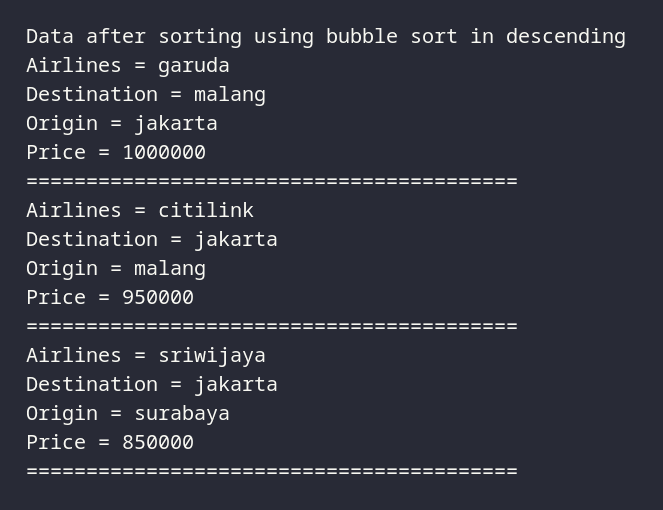 Data after sorting using bubble sort in descending
Airlines = garuda
Destination = malang
Origin = jakarta
Price = 1000000
=========================================
Airlines = citilink
Destination = jakarta
Origin = malang
Price = 950000
=========================================
Airlines = sriwijaya
Destination = jakarta
Origin = surabaya
Price = 850000
=========================================